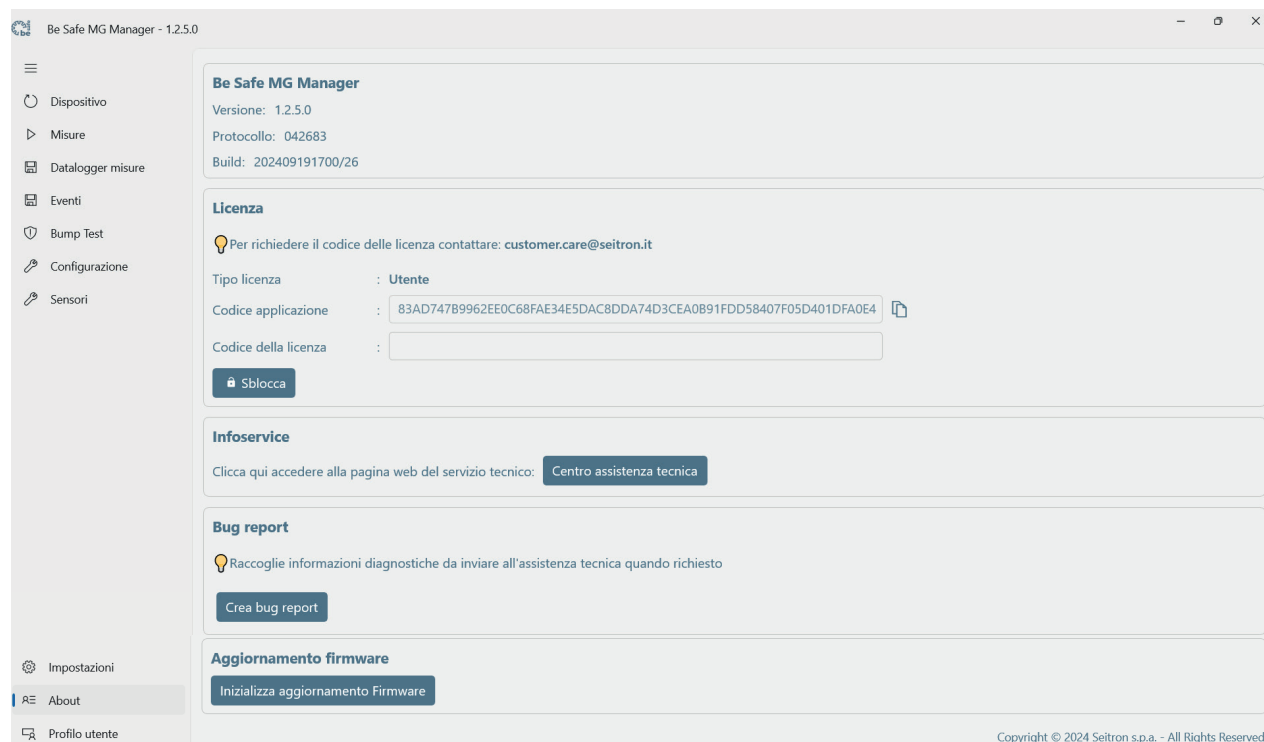 Be Safe MG Manager - 1.2.5.0
Dispositivo
Misure
Datalogger misure
Eventi
Bump Test
Configurazione
Sensori
Impostazioni
About
Profilo utente
Be Safe MG Manager
Versione: 1.2.5.0
Protocollo: 042683
Build: 202409191700/26
Licenza
Per richiedere il codice delle licenza contattare: customer.care@seitron.it
Tipo licenza : Utente
Codice applicazione : 83AD747B9962EE0C68FAE34E5DAC8DDA74D3CEA0B91FDD58407F05D401DFA0E4
Codice della licenza :
Sblocca
Infoservice
Clicca qui accedere alla pagina web del servizio tecnico: Centro assistenza tecnica
Bug report
Raccoglie informazioni diagnostiche da inviare all'assistenza tecnica quando richiesto
Crea bug report
Aggiornamento firmware
Inizializza aggiornamento Firmware
Copyright © 2024 Seitron s.p.a. - All Rights Reserved